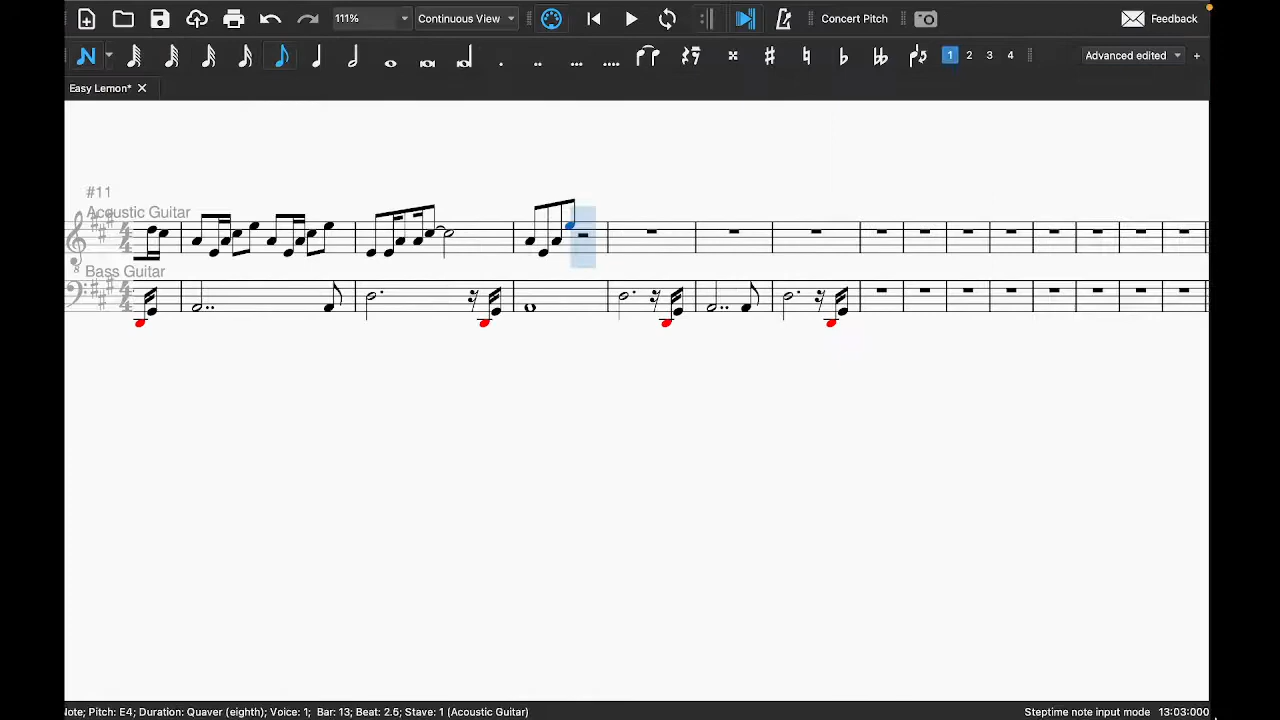 111% Continuous View Concert Pitch Feedback
1 2 3 4 Advanced edited +
Easy Lemon*
#11
Acoustic Guitar
Bass Guitar
Note; Pitch: E4; Duration: Quaver (eighth); Voice: 1; Bar: 13; Beat: 2.5; Stave: 1 (Acoustic Guitar) Steptime note input mode 13:03:000